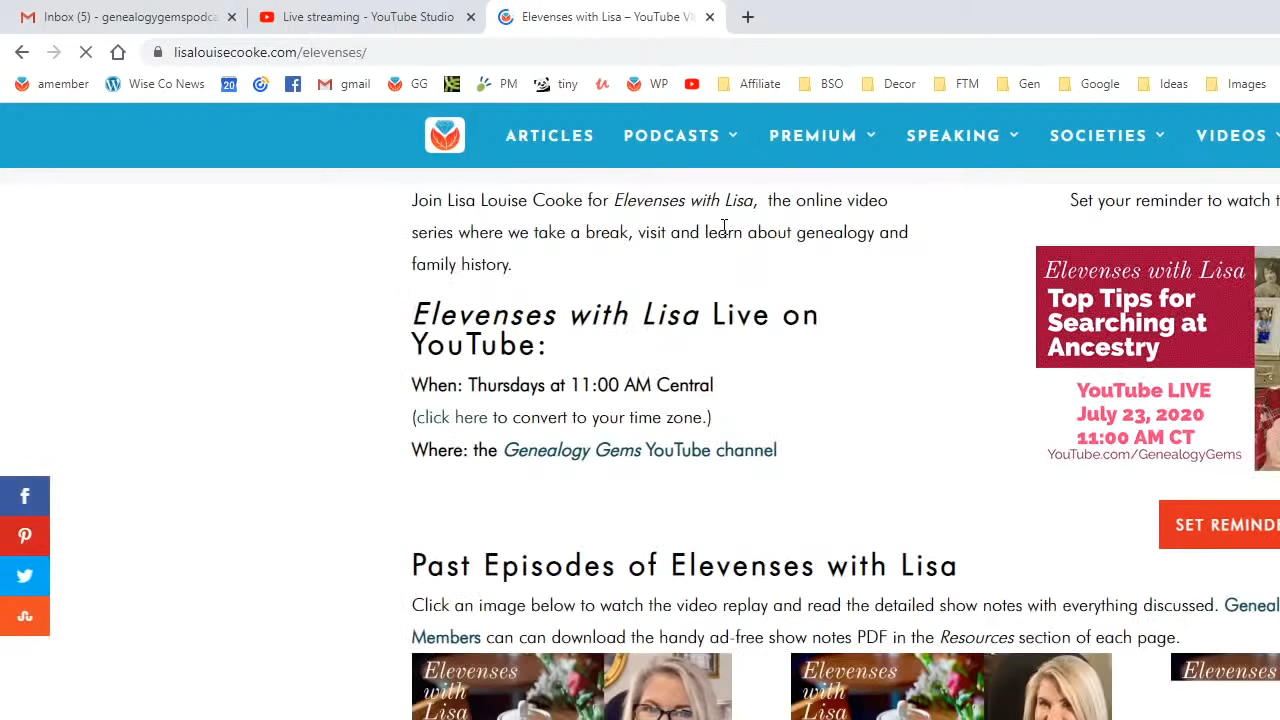 Inbox (5) - genealogygemspodca
Live streaming - YouTube Studio
Elevenses with Lisa – YouTube Vi
lisalouisecooke.com/elevenses/
amember
Wise Co News
20
gmail
GG
PM
tiny
WP
Affiliate
BSO
Decor
FTM
Gen
Google
Ideas
Images
ARTICLES
PODCASTS
PREMIUM
SPEAKING
SOCIETIES
VIDEOS
Join Lisa Louise Cooke for Elevenses with Lisa, the online video
series where we take a break, visit and learn about genealogy and
family history.
Elevenses with Lisa Live on
YouTube:
When: Thursdays at 11:00 AM Central
(click here to convert to your time zone.)
Where: the Genealogy Gems YouTube channel
Set your reminder to watch t
Elevenses with Lisa
Top Tips for
Searching at
Ancestry
YouTube LIVE
July 23, 2020
11:00 AM CT
YouTube.com/GenealogyGems
SET REMINDE
Past Episodes of Elevenses with Lisa
Click an image below to watch the video replay and read the detailed show notes with everything discussed. Geneal
Members can can download the handy ad-free show notes PDF in the Resources section of each page.
Elevenses
with
Lisa
Elevenses
with
Lisa
Elevenses